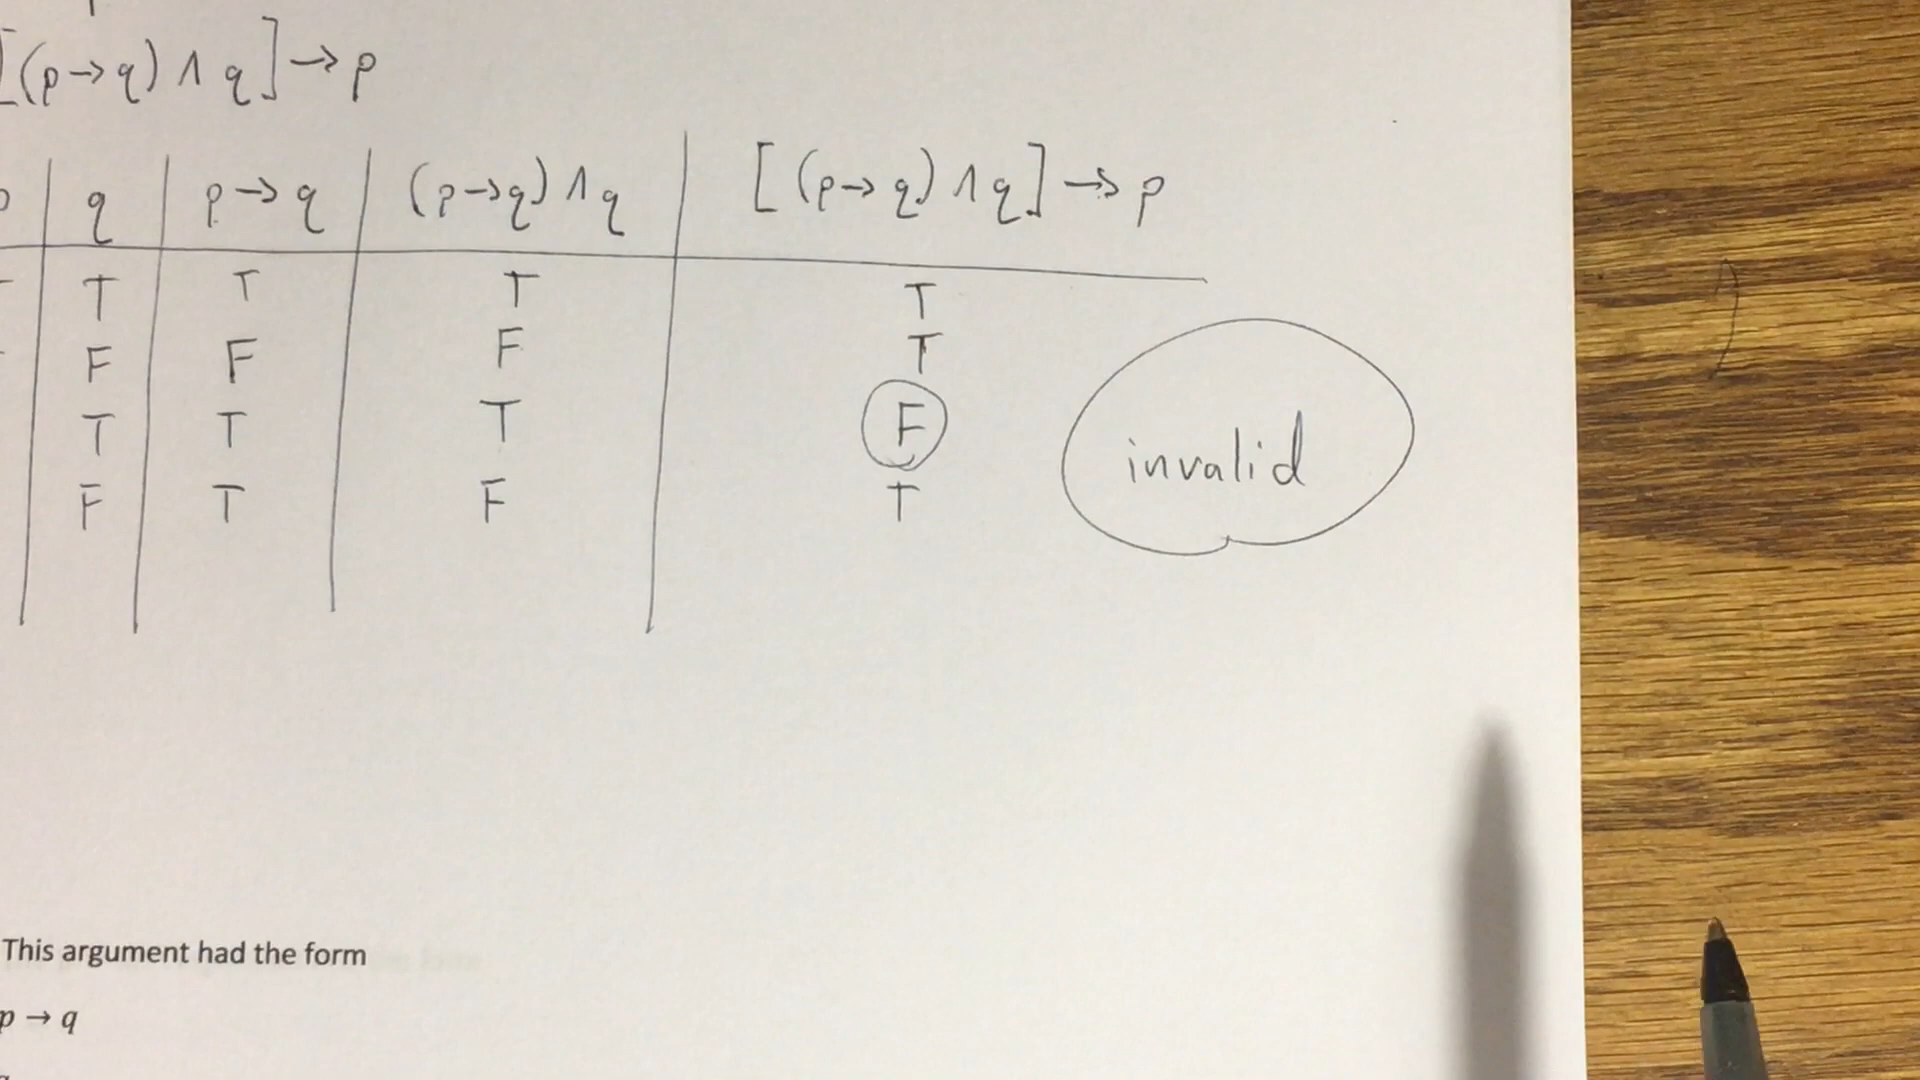 [(p→q) ∧ q] → p
p | q | p→q | (p→q) ∧ q | [(p→q) ∧ q] → p
T T T T
F F F T
T T T F invalid
F T F T
This argument had the form
p → q